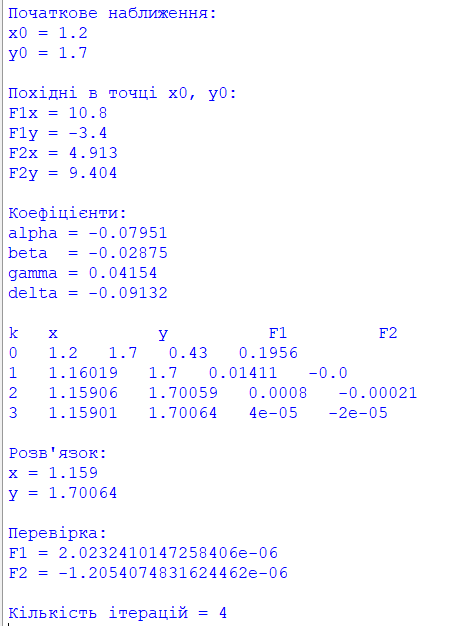 Початкове наближення:
x0 = 1.2
y0 = 1.7
Похідні в точці x0, y0:
F1x = 10.8
F1y = -3.4
F2x = 4.913
F2y = 9.404
Коефіцієнти:
alpha = -0.07951
beta  = -0.02875
gamma = 0.04154
delta = -0.09132
k   x          y          F1         F2
0   1.2   1.7   0.43   0.1956
1   1.16019   1.7   0.01411   -0.0
2   1.15906   1.70059   0.0008   -0.00021
3   1.15901   1.70064   4e-05   -2e-05
Розв'язок:
x = 1.159
y = 1.70064
Перевірка:
F1 = 2.0232410147258406e-06
F2 = -1.2054074831624462e-06
Кількість ітерацій = 4